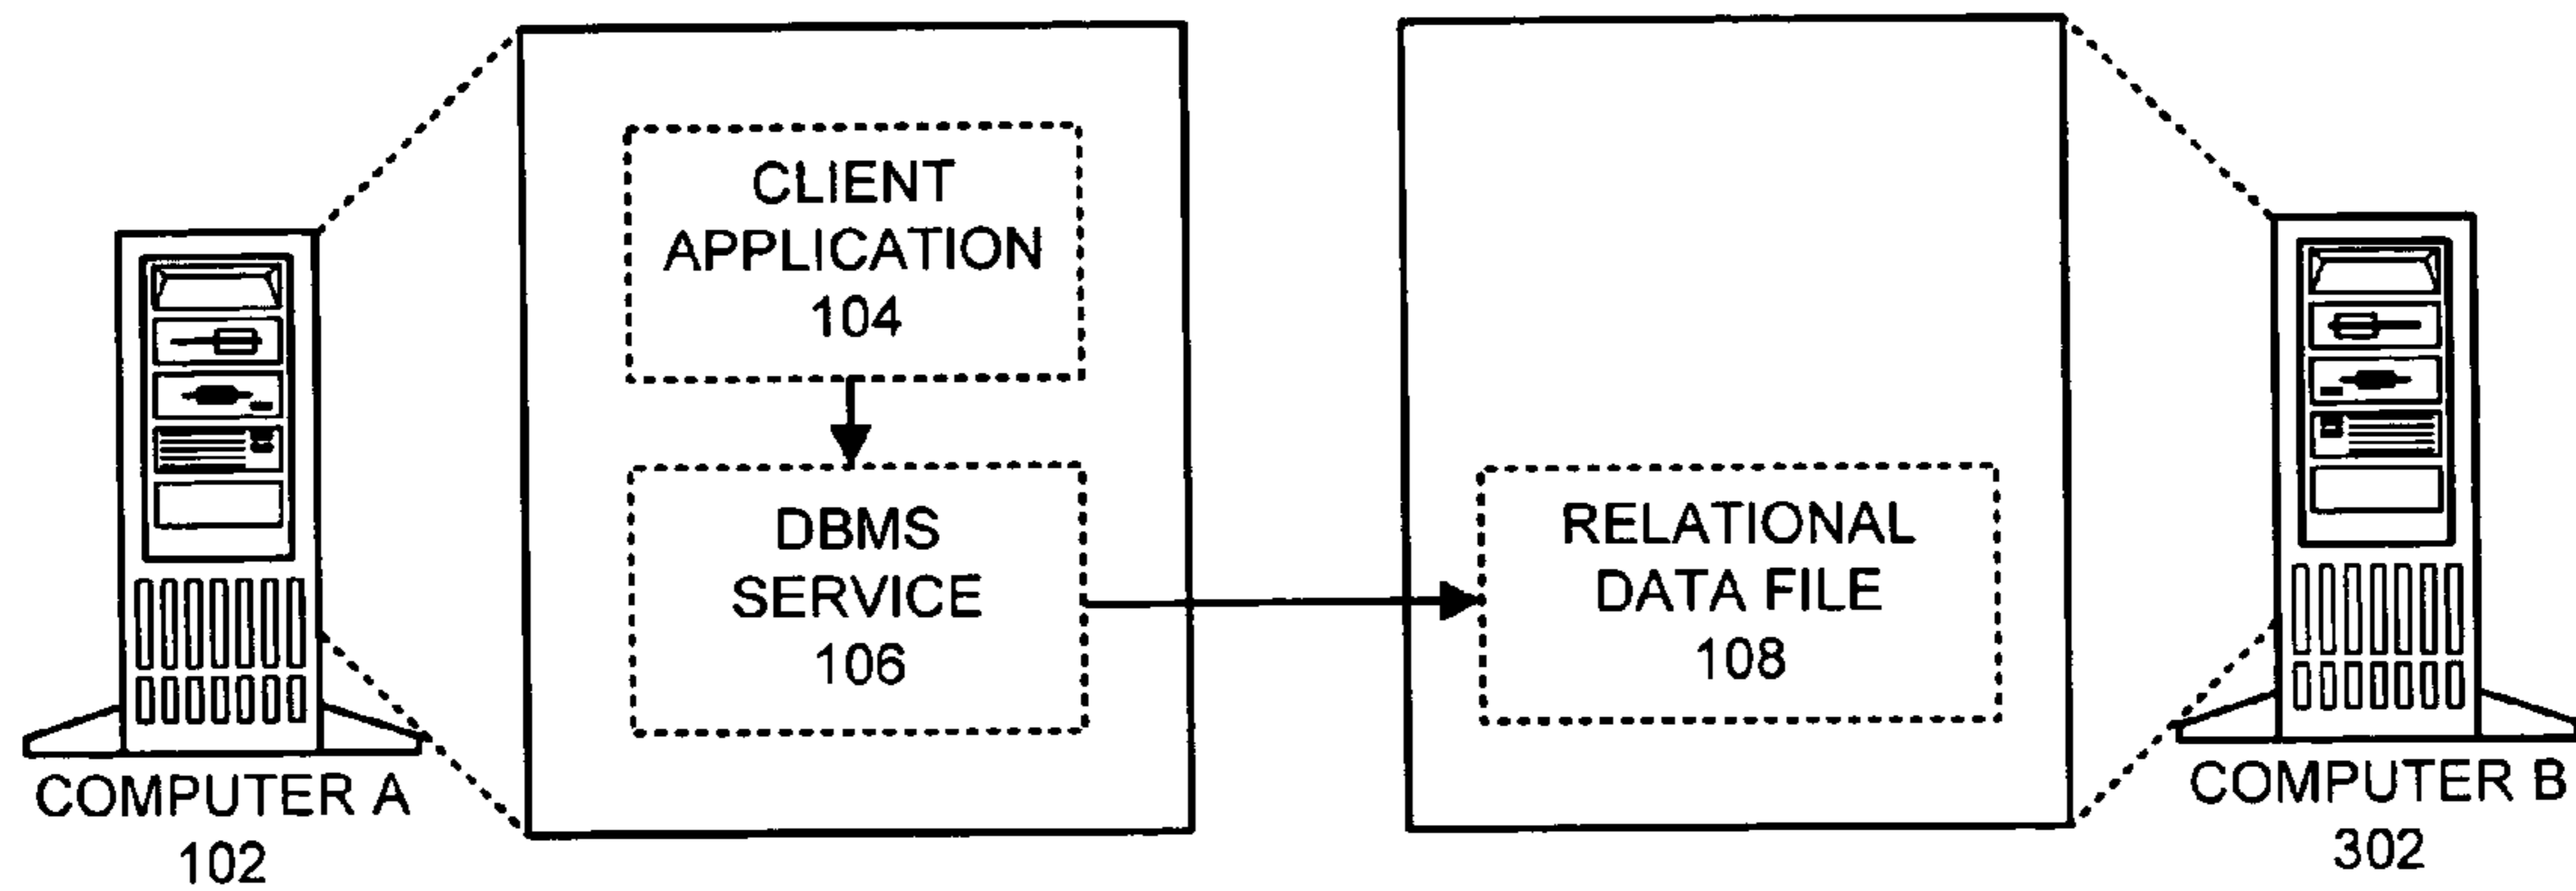 CLIENT
APPLICATION
104
DBMS
SERVICE
106
RELATIONAL
DATA FILE
108
COMPUTER A
102
COMPUTER B
302